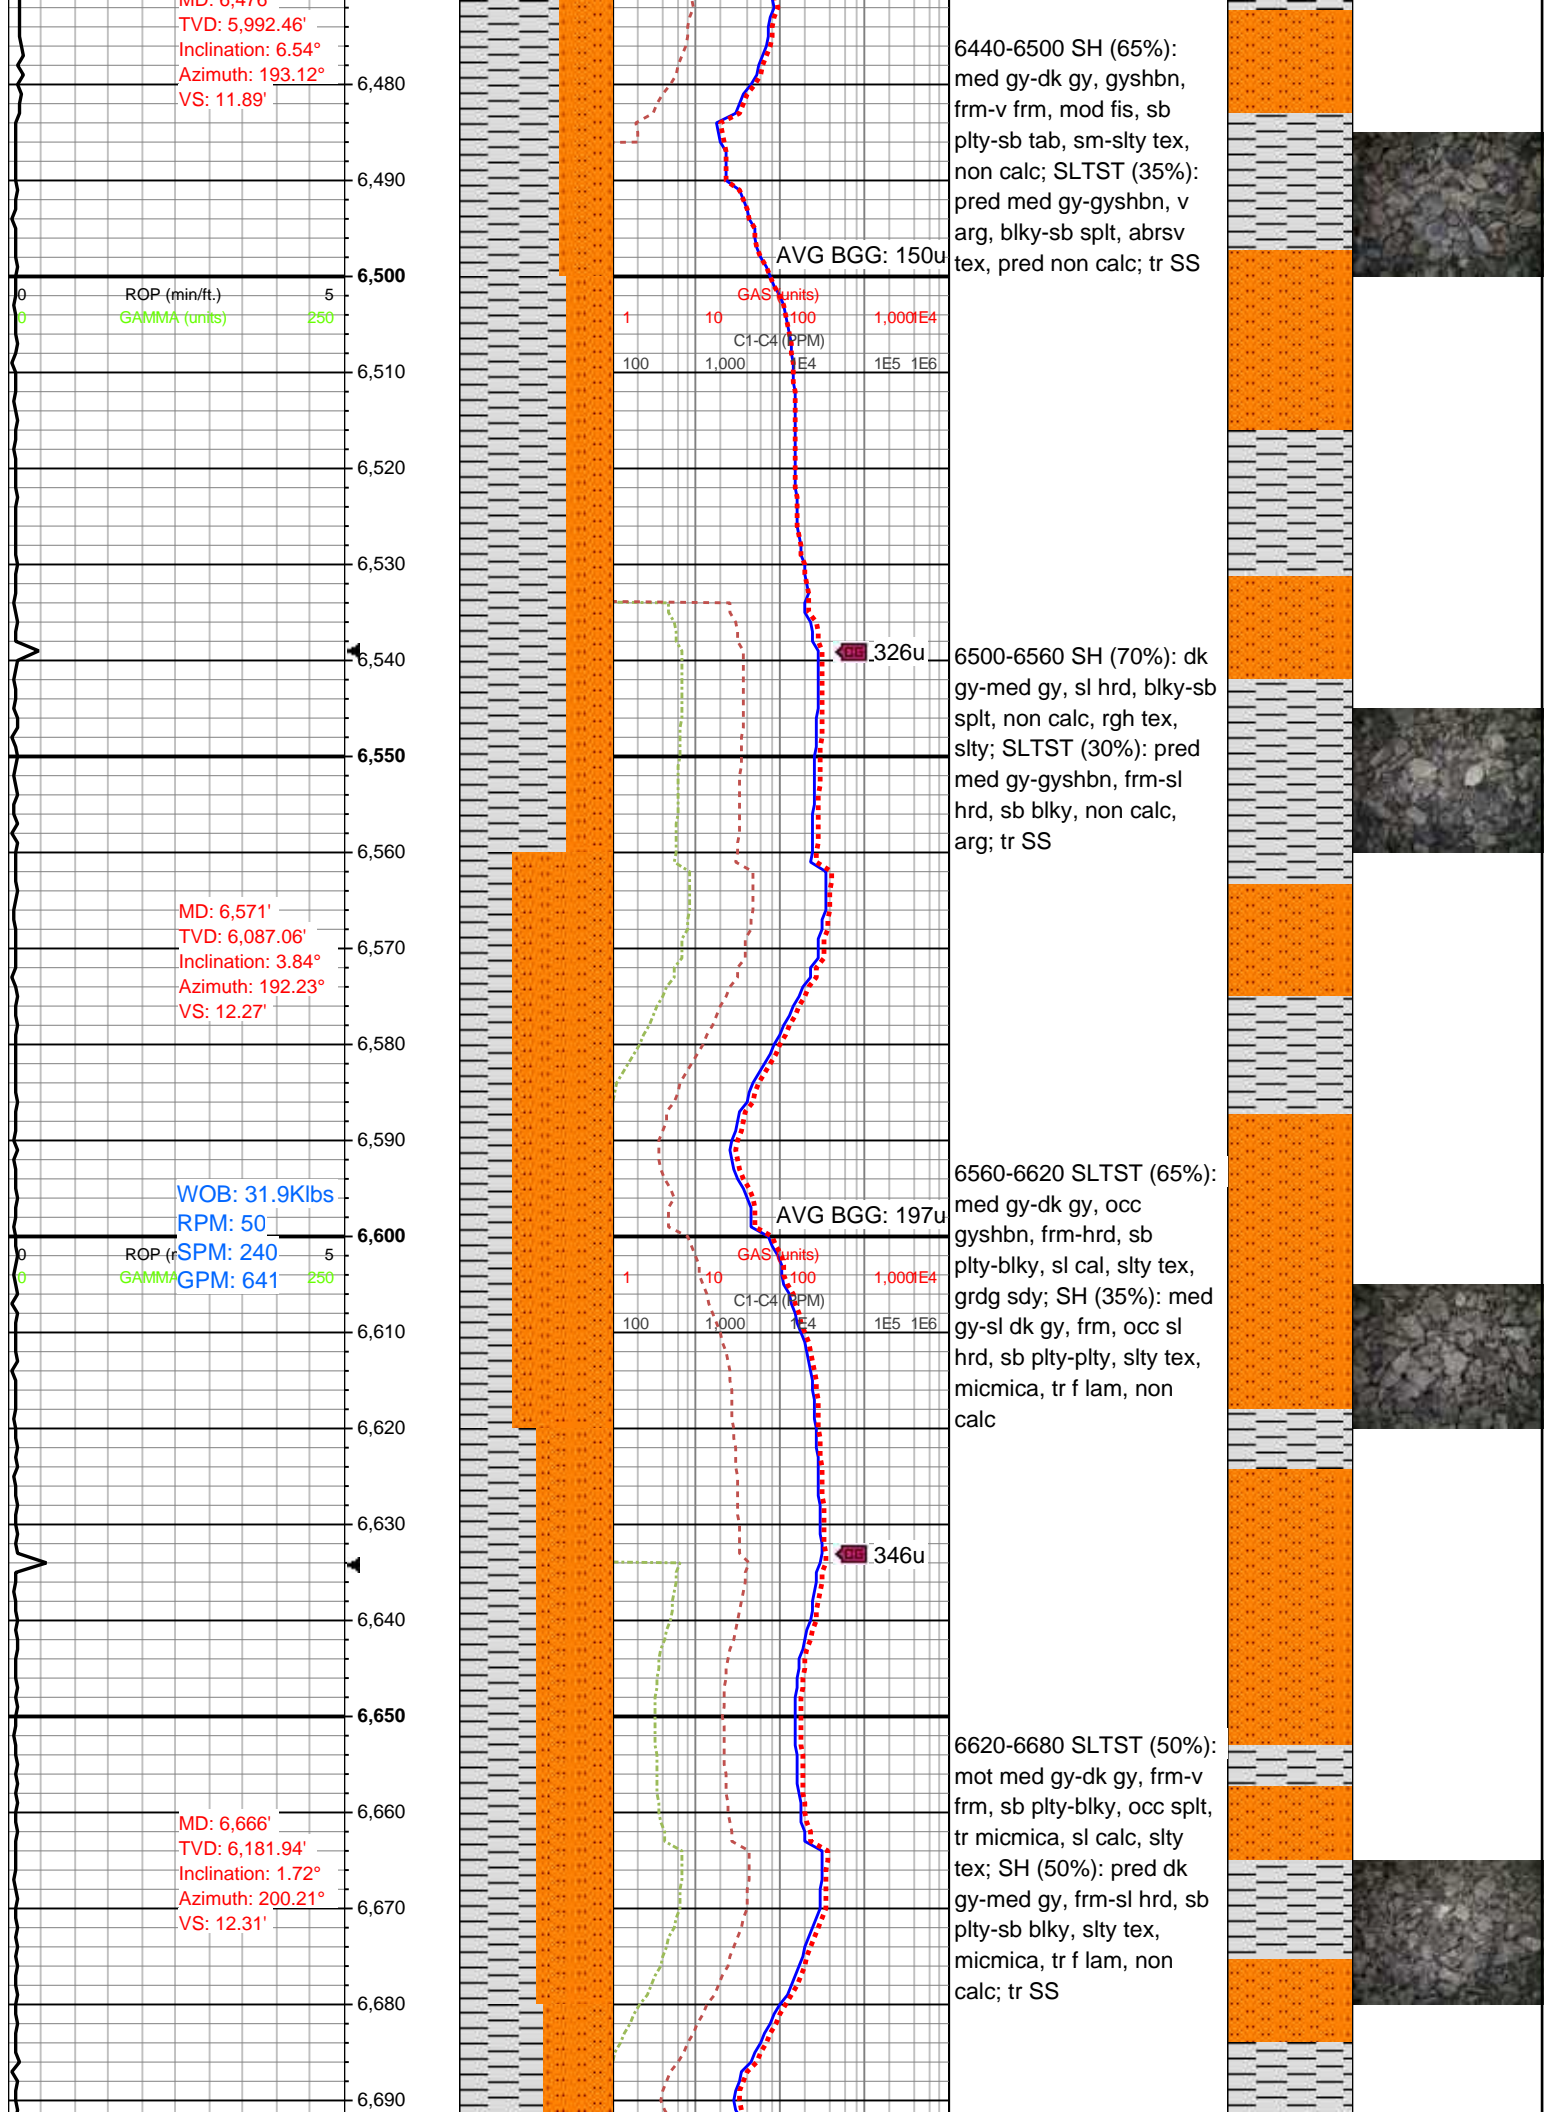 MD: 6,476'
TVD: 5,992.46'
Inclination: 6.54°
Azimuth: 193.12°
VS: 11.89'
6,480
6,490
6,500
6440-6500 SH (65%):
med gy-dk gy, gyshbn,
frm-v frm, mod fis, sb
plty-sb tab, sm-slty tex,
non calc; SLTST (35%):
pred med gy-gyshbn, v
arg, blky-sb splt, abrsv
tex, pred non calc; tr SS
AVG BGG: 150u
0 ROP (min/ft.) 5
0 GAMMA (units) 250
GAS (units)
1 10 100 1,000 1E4
C1-C4 (PPM)
100 1,000 1E4 1E5 1E6
6,510
6,520
6,530
6,540
6,550
6,560
DG 326u
6500-6560 SH (70%): dk
gy-med gy, sl hrd, blky-sb
splt, non calc, rgh tex,
slty; SLTST (30%): pred
med gy-gyshbn, frm-sl
hrd, sb blky, non calc,
arg; tr SS
MD: 6,571'
TVD: 6,087.06'
Inclination: 3.84°
Azimuth: 192.23°
VS: 12.27'
6,570
6,580
6,590
6,600
WOB: 31.9Klbs
RPM: 50
SPM: 240
GPM: 641
6560-6620 SLTST (65%):
med gy-dk gy, occ
gyshbn, frm-hrd, sb
plty-blky, sl cal, slty tex,
grdg sdy; SH (35%): med
gy-sl dk gy, frm, occ sl
hrd, sb plty-plty, slty tex,
micmica, tr f lam, non
calc
AVG BGG: 197u
0 ROP 5
0 GAMMA 250
GAS (units)
1 10 100 1,000 1E4
C1-C4 (PPM)
100 1,000 1E4 1E5 1E6
6,610
6,620
6,630
6,640
6,650
6,660
DG 346u
MD: 6,666'
TVD: 6,181.94'
Inclination: 1.72°
Azimuth: 200.21°
VS: 12.31'
6,670
6,680
6,690
6620-6680 SLTST (50%):
mot med gy-dk gy, frm-v
frm, sb plty-blky, occ splt,
tr micmica, sl calc, slty
tex; SH (50%): pred dk
gy-med gy, frm-sl hrd, sb
plty-sb blky, slty tex,
micmica, tr f lam, non
calc; tr SS